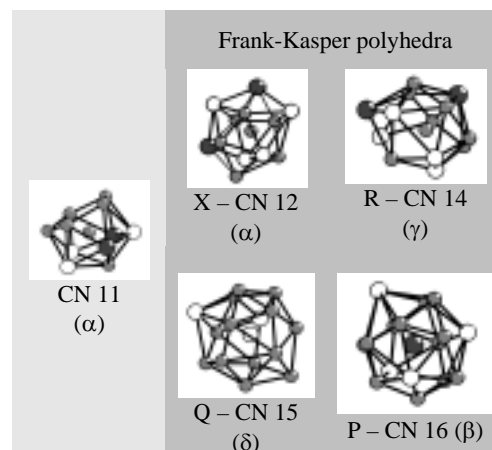 Frank-Kasper polyhedra
X – CN 12
(α)
R – CN 14
(γ)
CN 11
(α)
Q – CN 15
(δ)
P – CN 16 (β)